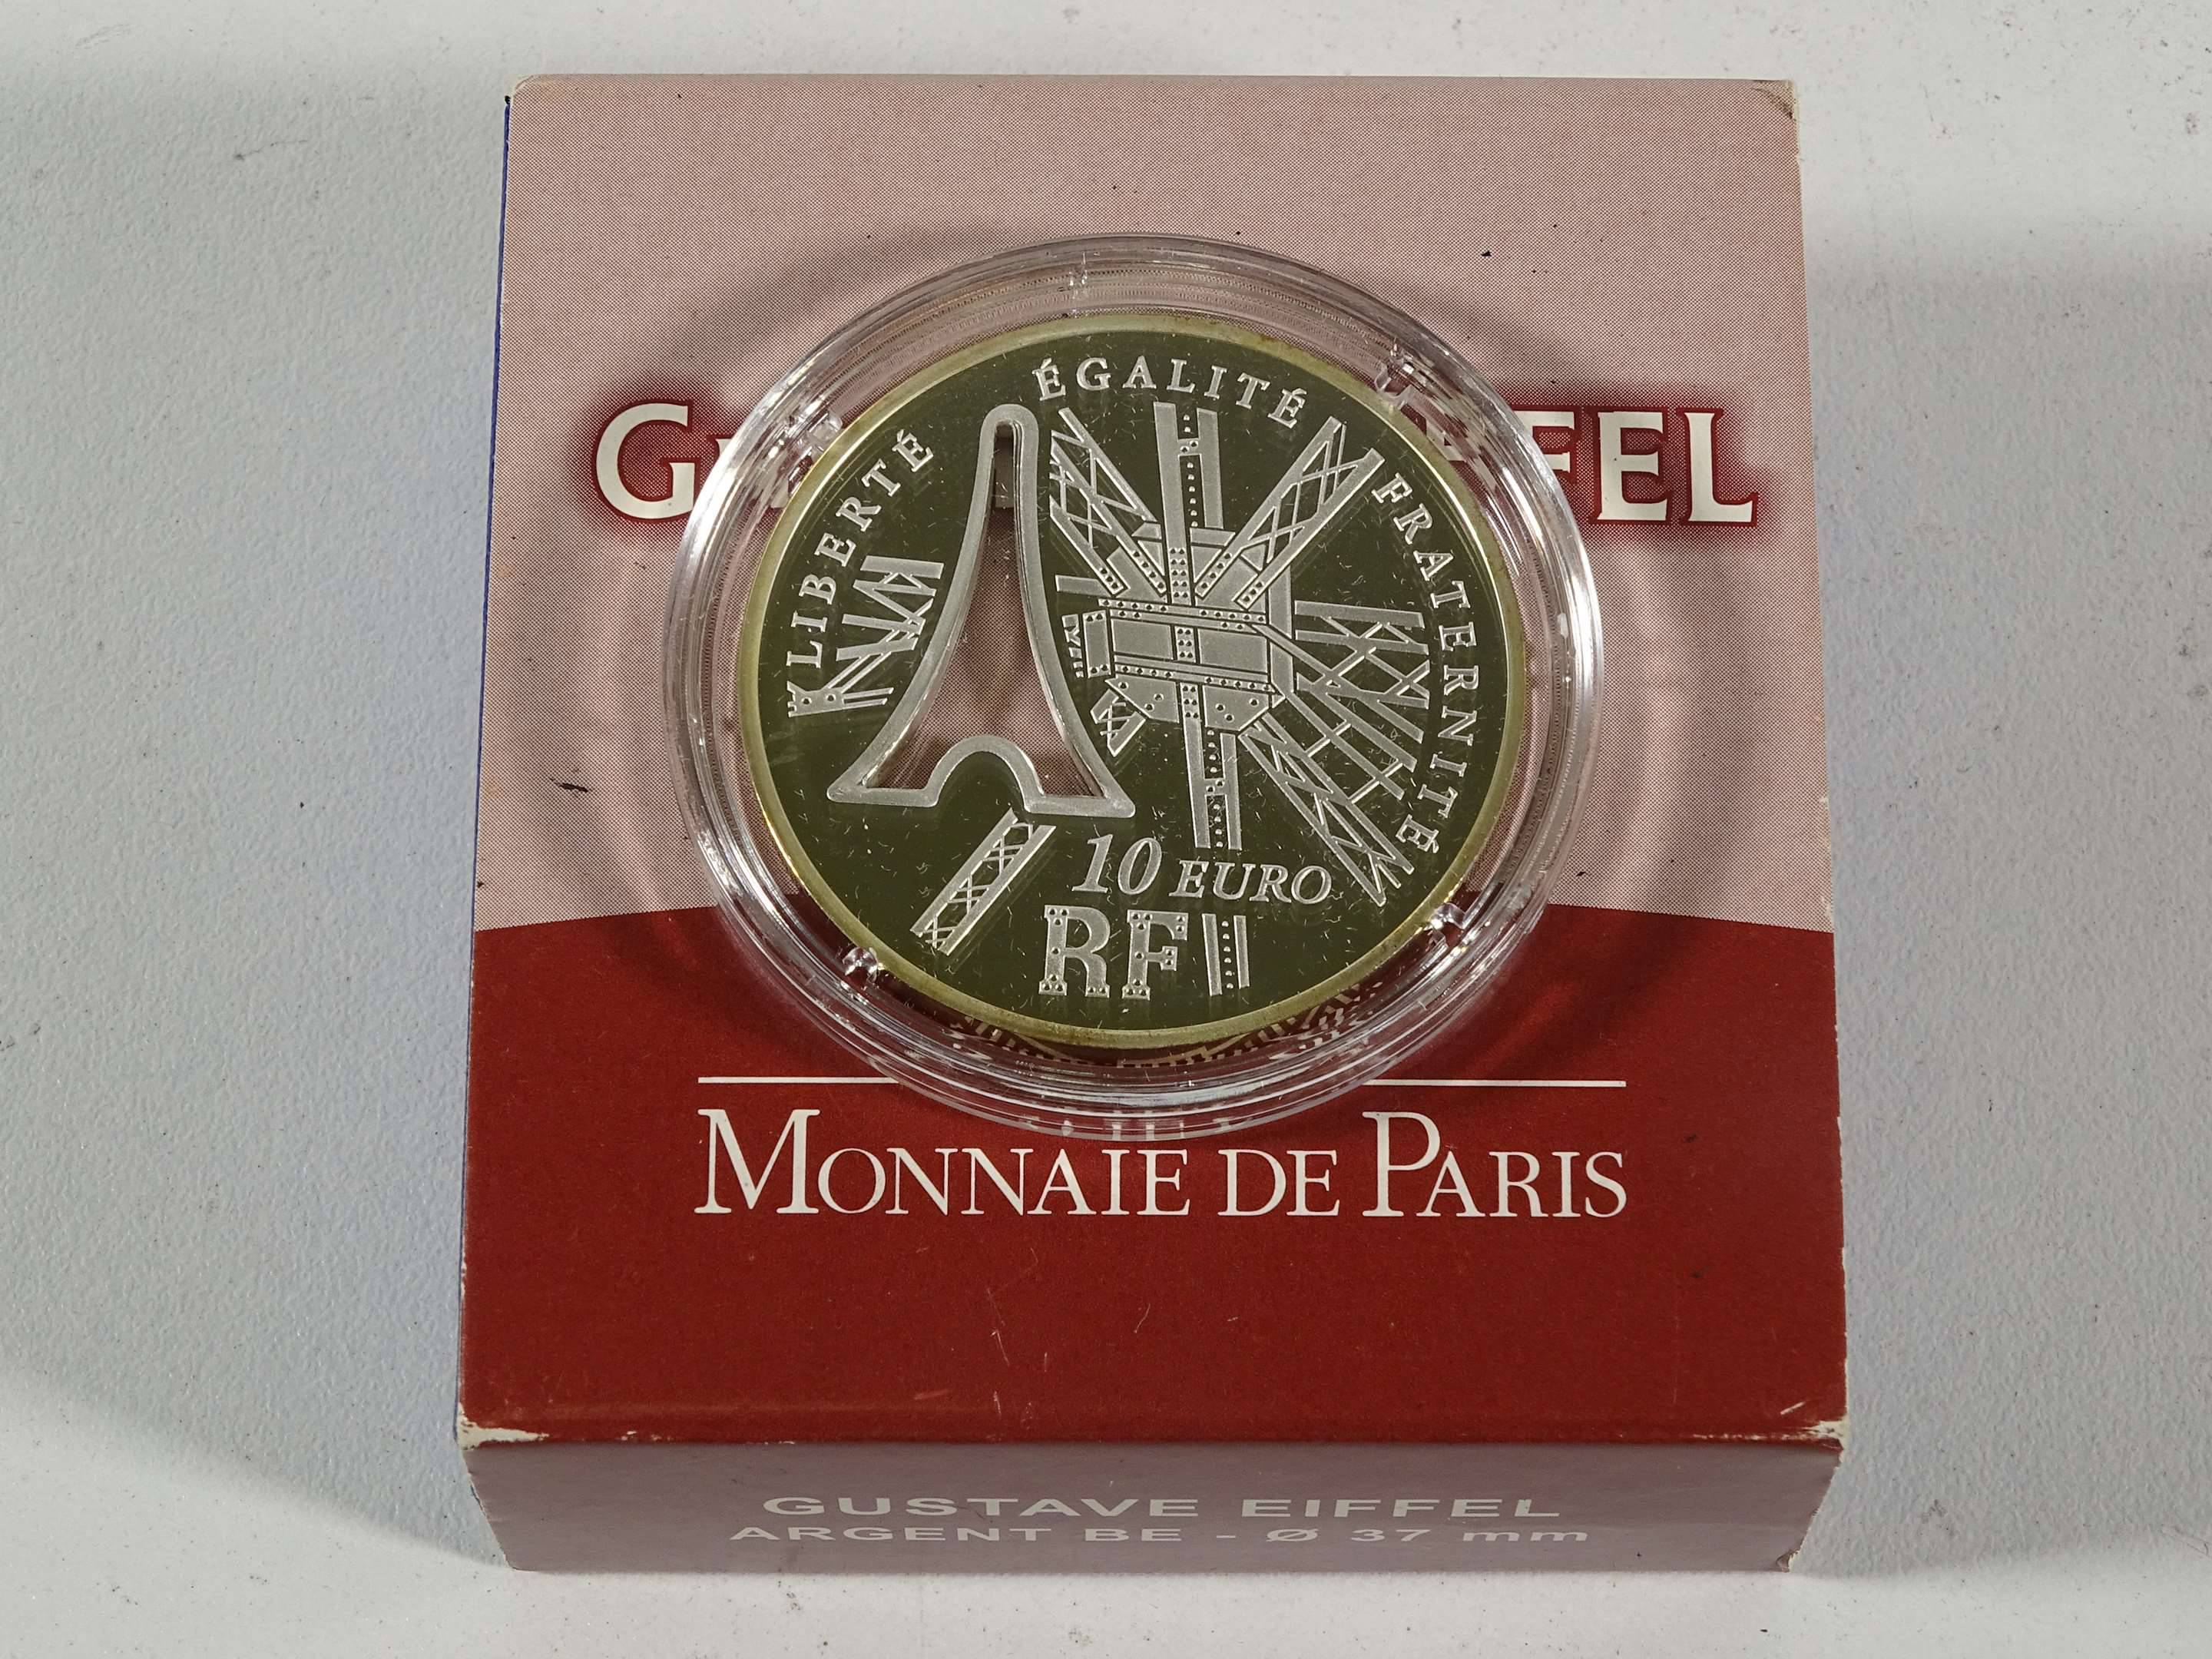 LIBERTÉ
ÉGALITÉ
FRATERNITÉ
10 EURO
RF
MONNAIE DE PARIS
GUSTAVE EIFFEL
ARGENT BE - Ø 37 mm